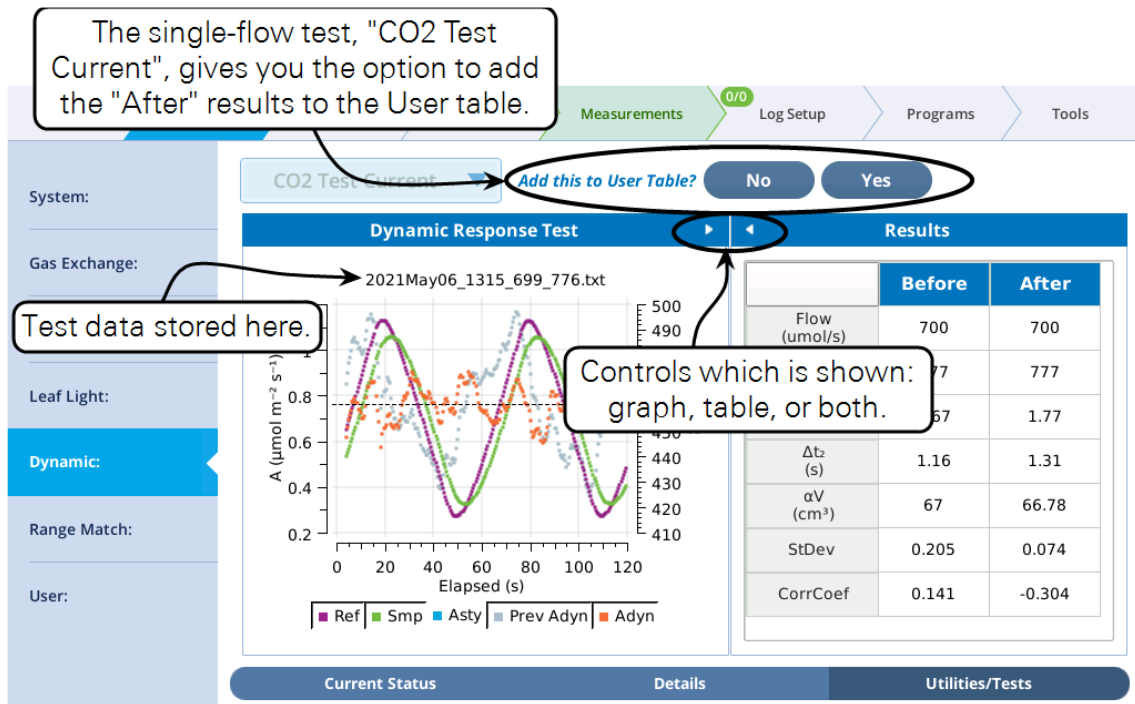 The single-flow test, "CO2 Test
Current", gives you the option to add
the "After" results to the User table.
Measurements
0/0
Log Setup
Programs
Tools
System:
Gas Exchange:
Leaf Light:
Dynamic:
Range Match:
User:
CO2 Test Current
Add this to User Table?
No
Yes
Dynamic Response Test
Results
2021May06_1315_699_776.txt
Test data stored here.
Controls which is shown:
graph, table, or both.
A (µmol m⁻² s⁻¹)
1
0.8
0.6
0.4
0.2
500
490
440
430
420
410
0 20 40 60 80 100 120
Elapsed (s)
Ref Smp Asty Prev Adyn Adyn
Before After
Flow
(umol/s)
700 700
777
1.77
Δt₂
(s)
1.16 1.31
αV
(cm³)
67 66.78
StDev 0.205 0.074
CorrCoef 0.141 -0.304
Current Status
Details
Utilities/Tests